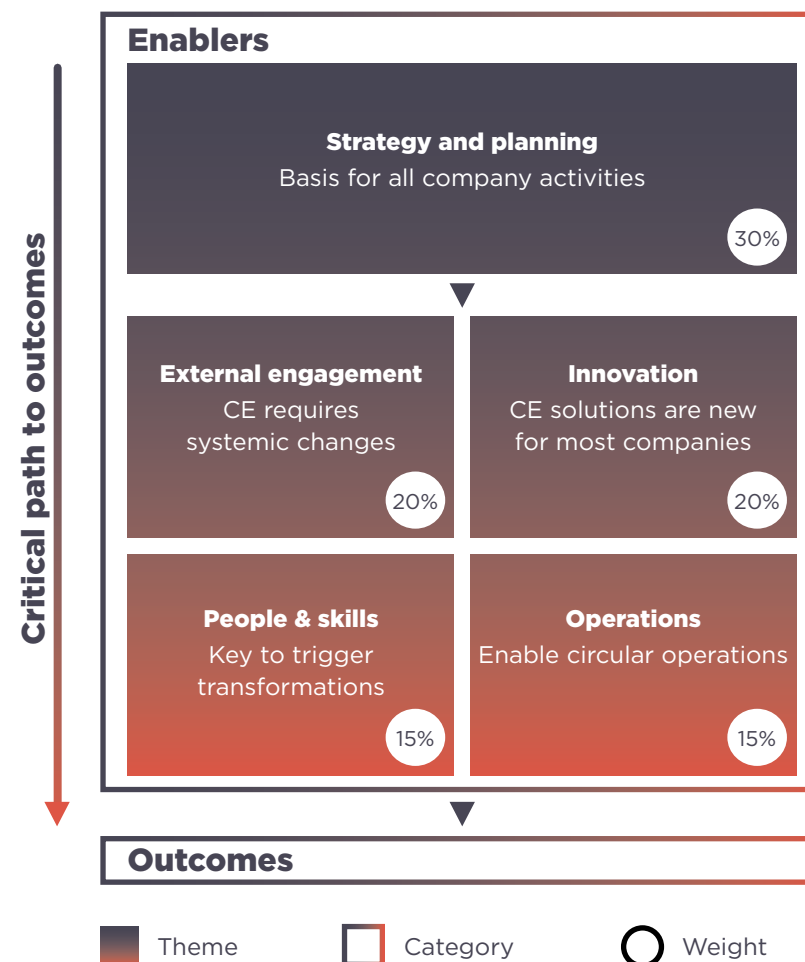 Enablers
Strategy and planning
Basis for all company activities
30%
Critical path to outcomes
External engagement
CE requires
systemic changes
20%
Innovation
CE solutions are new
for most companies
20%
People & skills
Key to trigger
transformations
15%
Operations
Enable circular operations
15%
Outcomes
Theme
Category
Weight